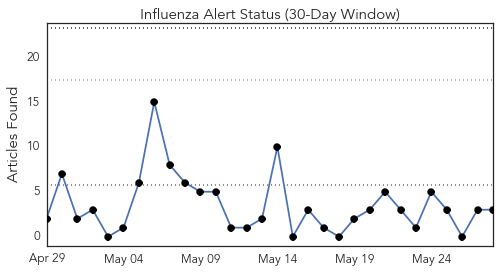 Influenza Alert Status (30-Day Window)
Articles Found
20
15
10
5
0
Apr 29 May 04 May 09 May 14 May 19 May 24